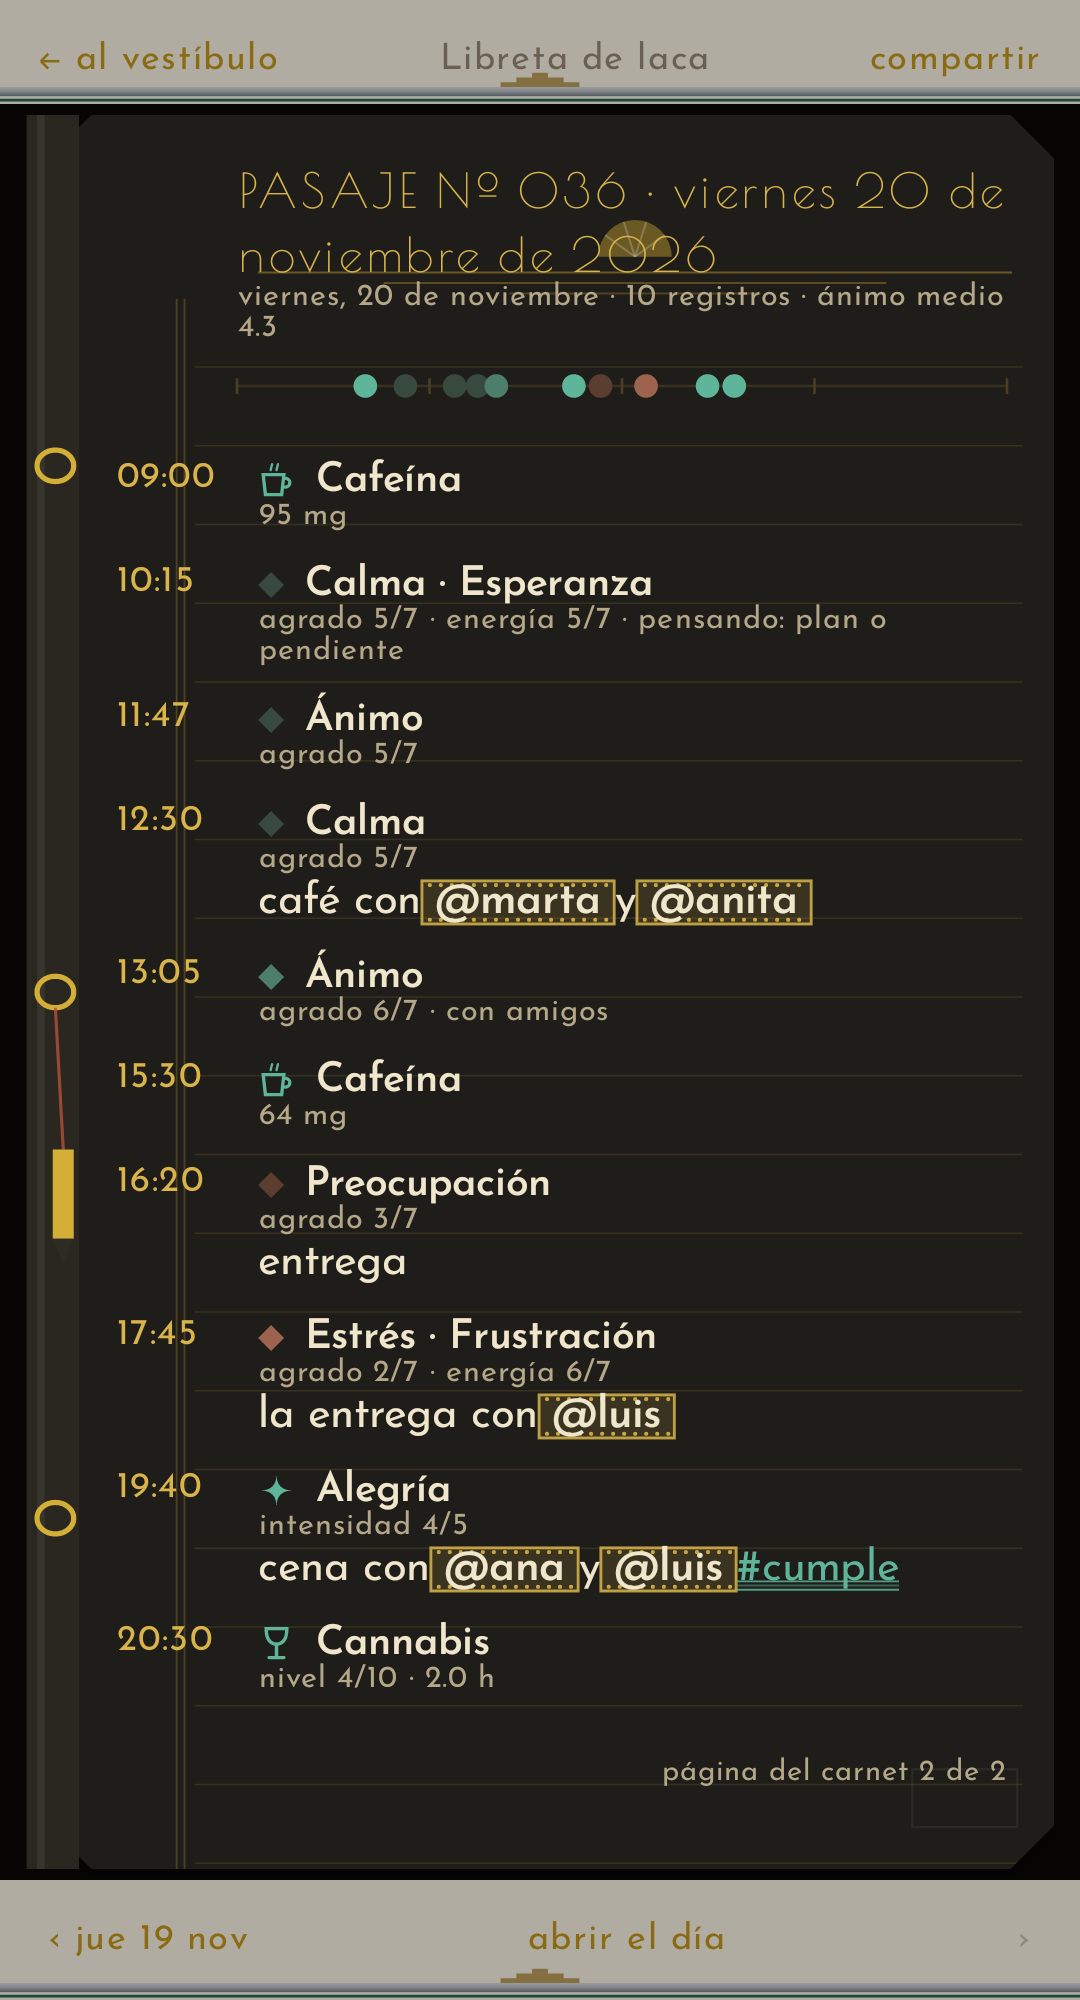 ← al vestíbulo
Libreta de laca
compartir
PASAJE Nº 036 · viernes 20 de
noviembre de 2026
viernes, 20 de noviembre · 10 registros · ánimo medio
4.3
09:00 Cafeína
95 mg
10:15 Calma · Esperanza
agrado 5/7 · energía 5/7 · pensando: plan o
pendiente
11:47 Ánimo
agrado 5/7
12:30 Calma
agrado 5/7
café con @marta y @anita
13:05 Ánimo
agrado 6/7 · con amigos
15:30 Cafeína
64 mg
16:20 Preocupación
agrado 3/7
entrega
17:45 Estrés · Frustración
agrado 2/7 · energía 6/7
la entrega con @luis
19:40 Alegría
intensidad 4/5
cena con @ana y @luis #cumple
20:30 Cannabis
nivel 4/10 · 2.0 h
página del carnet 2 de 2
‹ jue 19 nov
abrir el día
›